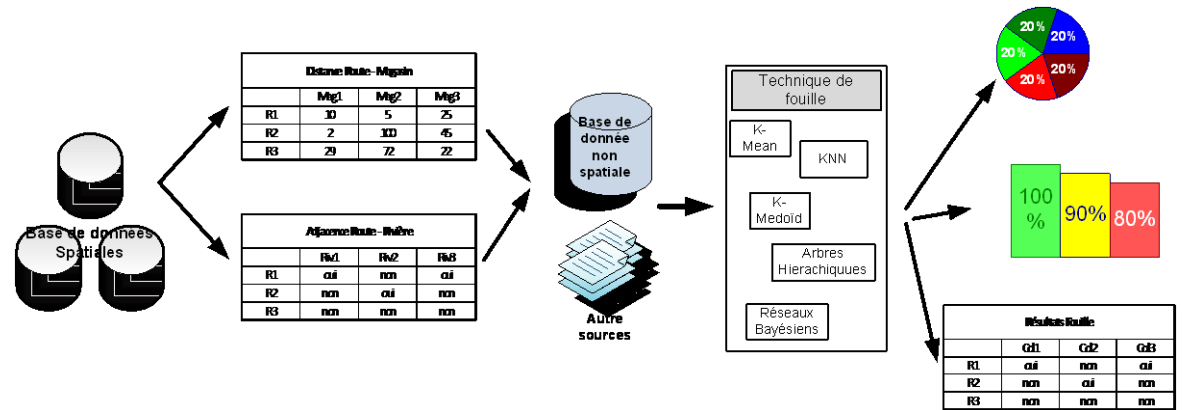 Base de données
Spatiales
Distance Route - Magasin
Mag1 Mag2 Mag3
R1 10 5 25
R2 2 100 45
R3 29 72 22
Adjacence Route - Rivière
Riv1 Riv2 Riv3
R1 oui non oui
R2 non oui non
R3 non non non
Base de
donnée
non
spatiale
Autre
sources
Technique de
fouille
K-
Mean
KNN
K-
Medoïd
Arbres
Hierachiquues
Réseaux
Bayésiens
20%
20%
20%
20%
20%
100
%
90%
80%
Résultats fouille
Col1 Col2 Col3
R1 oui non oui
R2 non oui non
R3 non non non